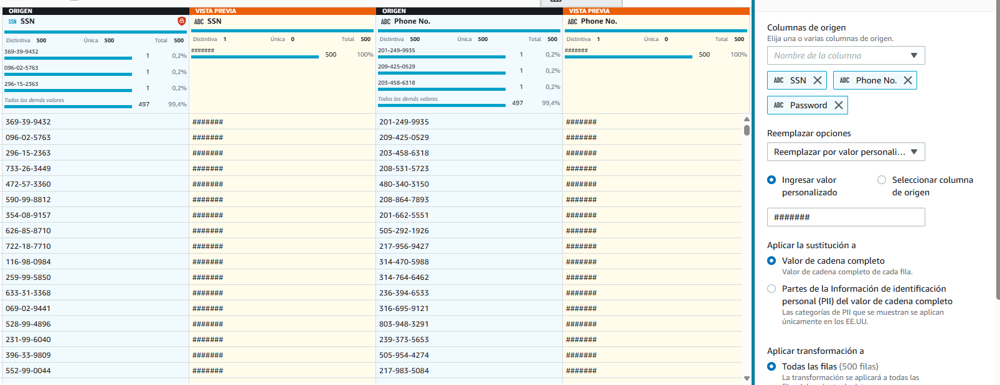 ORIGEN
VISTA PREVIA
ORIGEN
VISTA PREVIA
SSN SSN
ABC SSN
ABC Phone No.
ABC Phone No.
Distintiva 500 Única 500 Total 500
Distintiva 1 Única 0 Total 500
Distintiva 500 Única 500 Total 500
Distintiva 1 Única 0 Total 500
369-39-9432 1 0,2%
096-02-5763 1 0,2%
296-15-2363 1 0,2%
Todos los demás valores 497 99,4%
####### 500 100%
201-249-9935 1 0,2%
209-425-0529 1 0,2%
203-458-6318 1 0,2%
Todos los demás valores 497 99,4%
####### 500 100%
369-39-9432 ####### 201-249-9935 #######
096-02-5763 ####### 209-425-0529 #######
296-15-2363 ####### 203-458-6318 #######
733-26-3449 ####### 208-531-5723 #######
472-57-3360 ####### 480-340-3150 #######
590-99-8812 ####### 208-864-7893 #######
354-08-9157 ####### 201-662-5551 #######
626-85-8710 ####### 505-292-1926 #######
722-18-7710 ####### 217-956-9427 #######
116-98-0984 ####### 314-470-5988 #######
259-99-5850 ####### 314-764-6462 #######
633-31-3368 ####### 236-394-6533 #######
069-02-9441 ####### 316-695-9121 #######
528-99-4896 ####### 803-948-3291 #######
231-99-6040 ####### 239-373-5653 #######
396-33-9809 ####### 505-954-4274 #######
552-99-0044 ####### 217-983-5084 #######
Columnas de origen
Elija una o varias columnas de origen.
Nombre de la columna
ABC SSN
ABC Phone No.
ABC Password
Reemplazar opciones
Reemplazar por valor personali...
Ingresar valor
personalizado
Seleccionar columna
de origen
#######
Aplicar la sustitución a
Valor de cadena completo
Valor de cadena completo de cada fila.
Partes de la Información de identificación
personal (PII) del valor de cadena completo
Las categorías de PII que se muestran se aplican
únicamente en los EE.UU.
Aplicar transformación a
Todas las filas (500 filas)
La transformación se aplicará a todas las